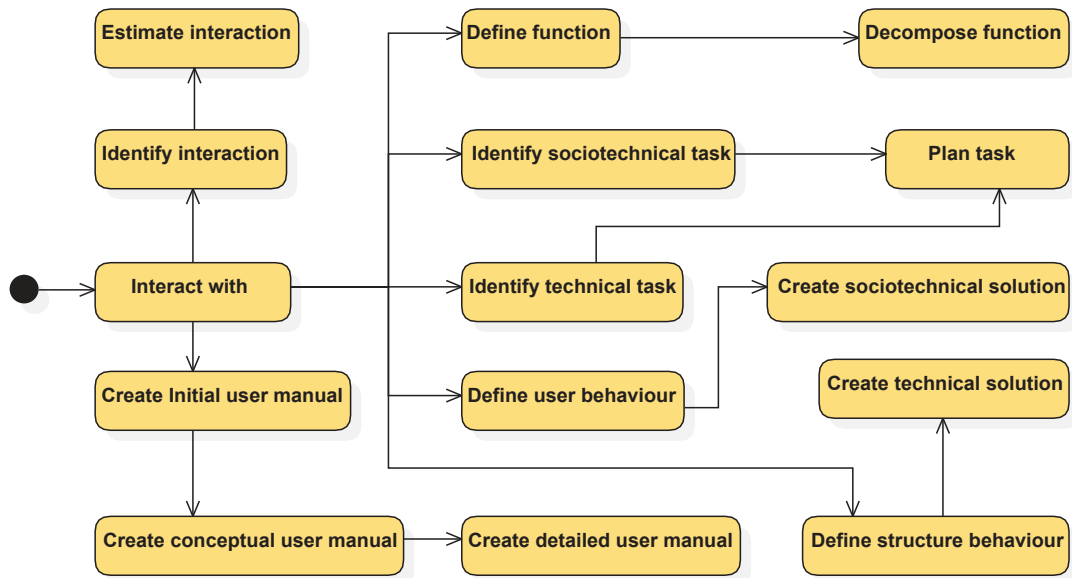 Estimate interaction
Define function
Decompose function
Identify interaction
Identify sociotechnical task
Plan task
Interact with
Identify technical task
Create sociotechnical solution
Create Initial user manual
Define user behaviour
Create technical solution
Create conceptual user manual
Create detailed user manual
Define structure behaviour